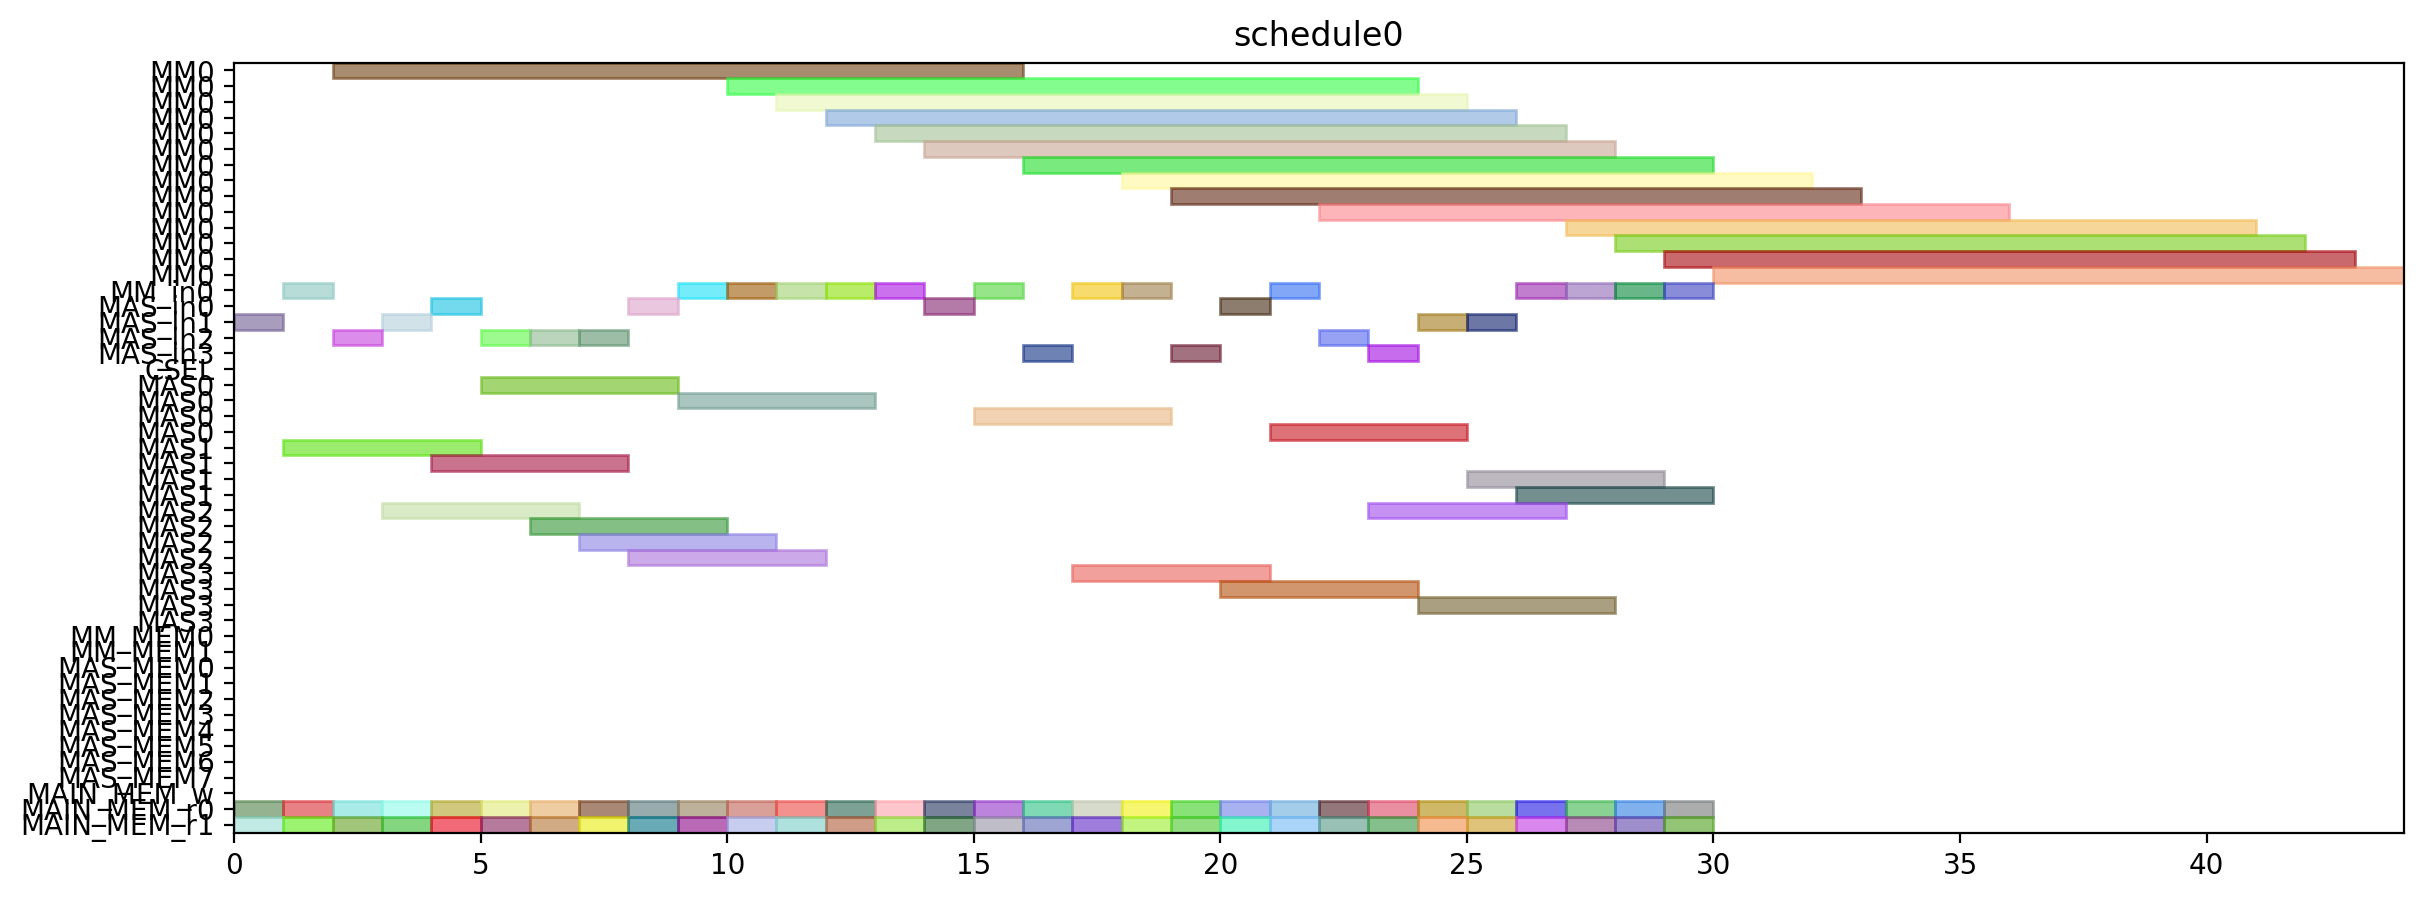 schedule0
MM0
MM0
MM0
MM0
MM0
MM0
MM0
MM0
MM0
MM0
MM0
MM0
MM0
MM0
MM_in0
MAS_in0
MAS_in1
MAS_in2
MAS_in3
CSEL
MAS0
MAS0
MAS0
MAS0
MAS1
MAS1
MAS1
MAS1
MAS2
MAS2
MAS2
MAS2
MAS3
MAS3
MAS3
MAS3
MM_MEM0
MM_MEM1
MAS_MEM0
MAS_MEM1
MAS_MEM2
MAS_MEM3
MAS_MEM4
MAS_MEM5
MAS_MEM6
MAS_MEM7
MAIN_MEM_w
MAIN_MEM_r0
MAIN_MEM_r1
0 5 10 15 20 25 30 35 40